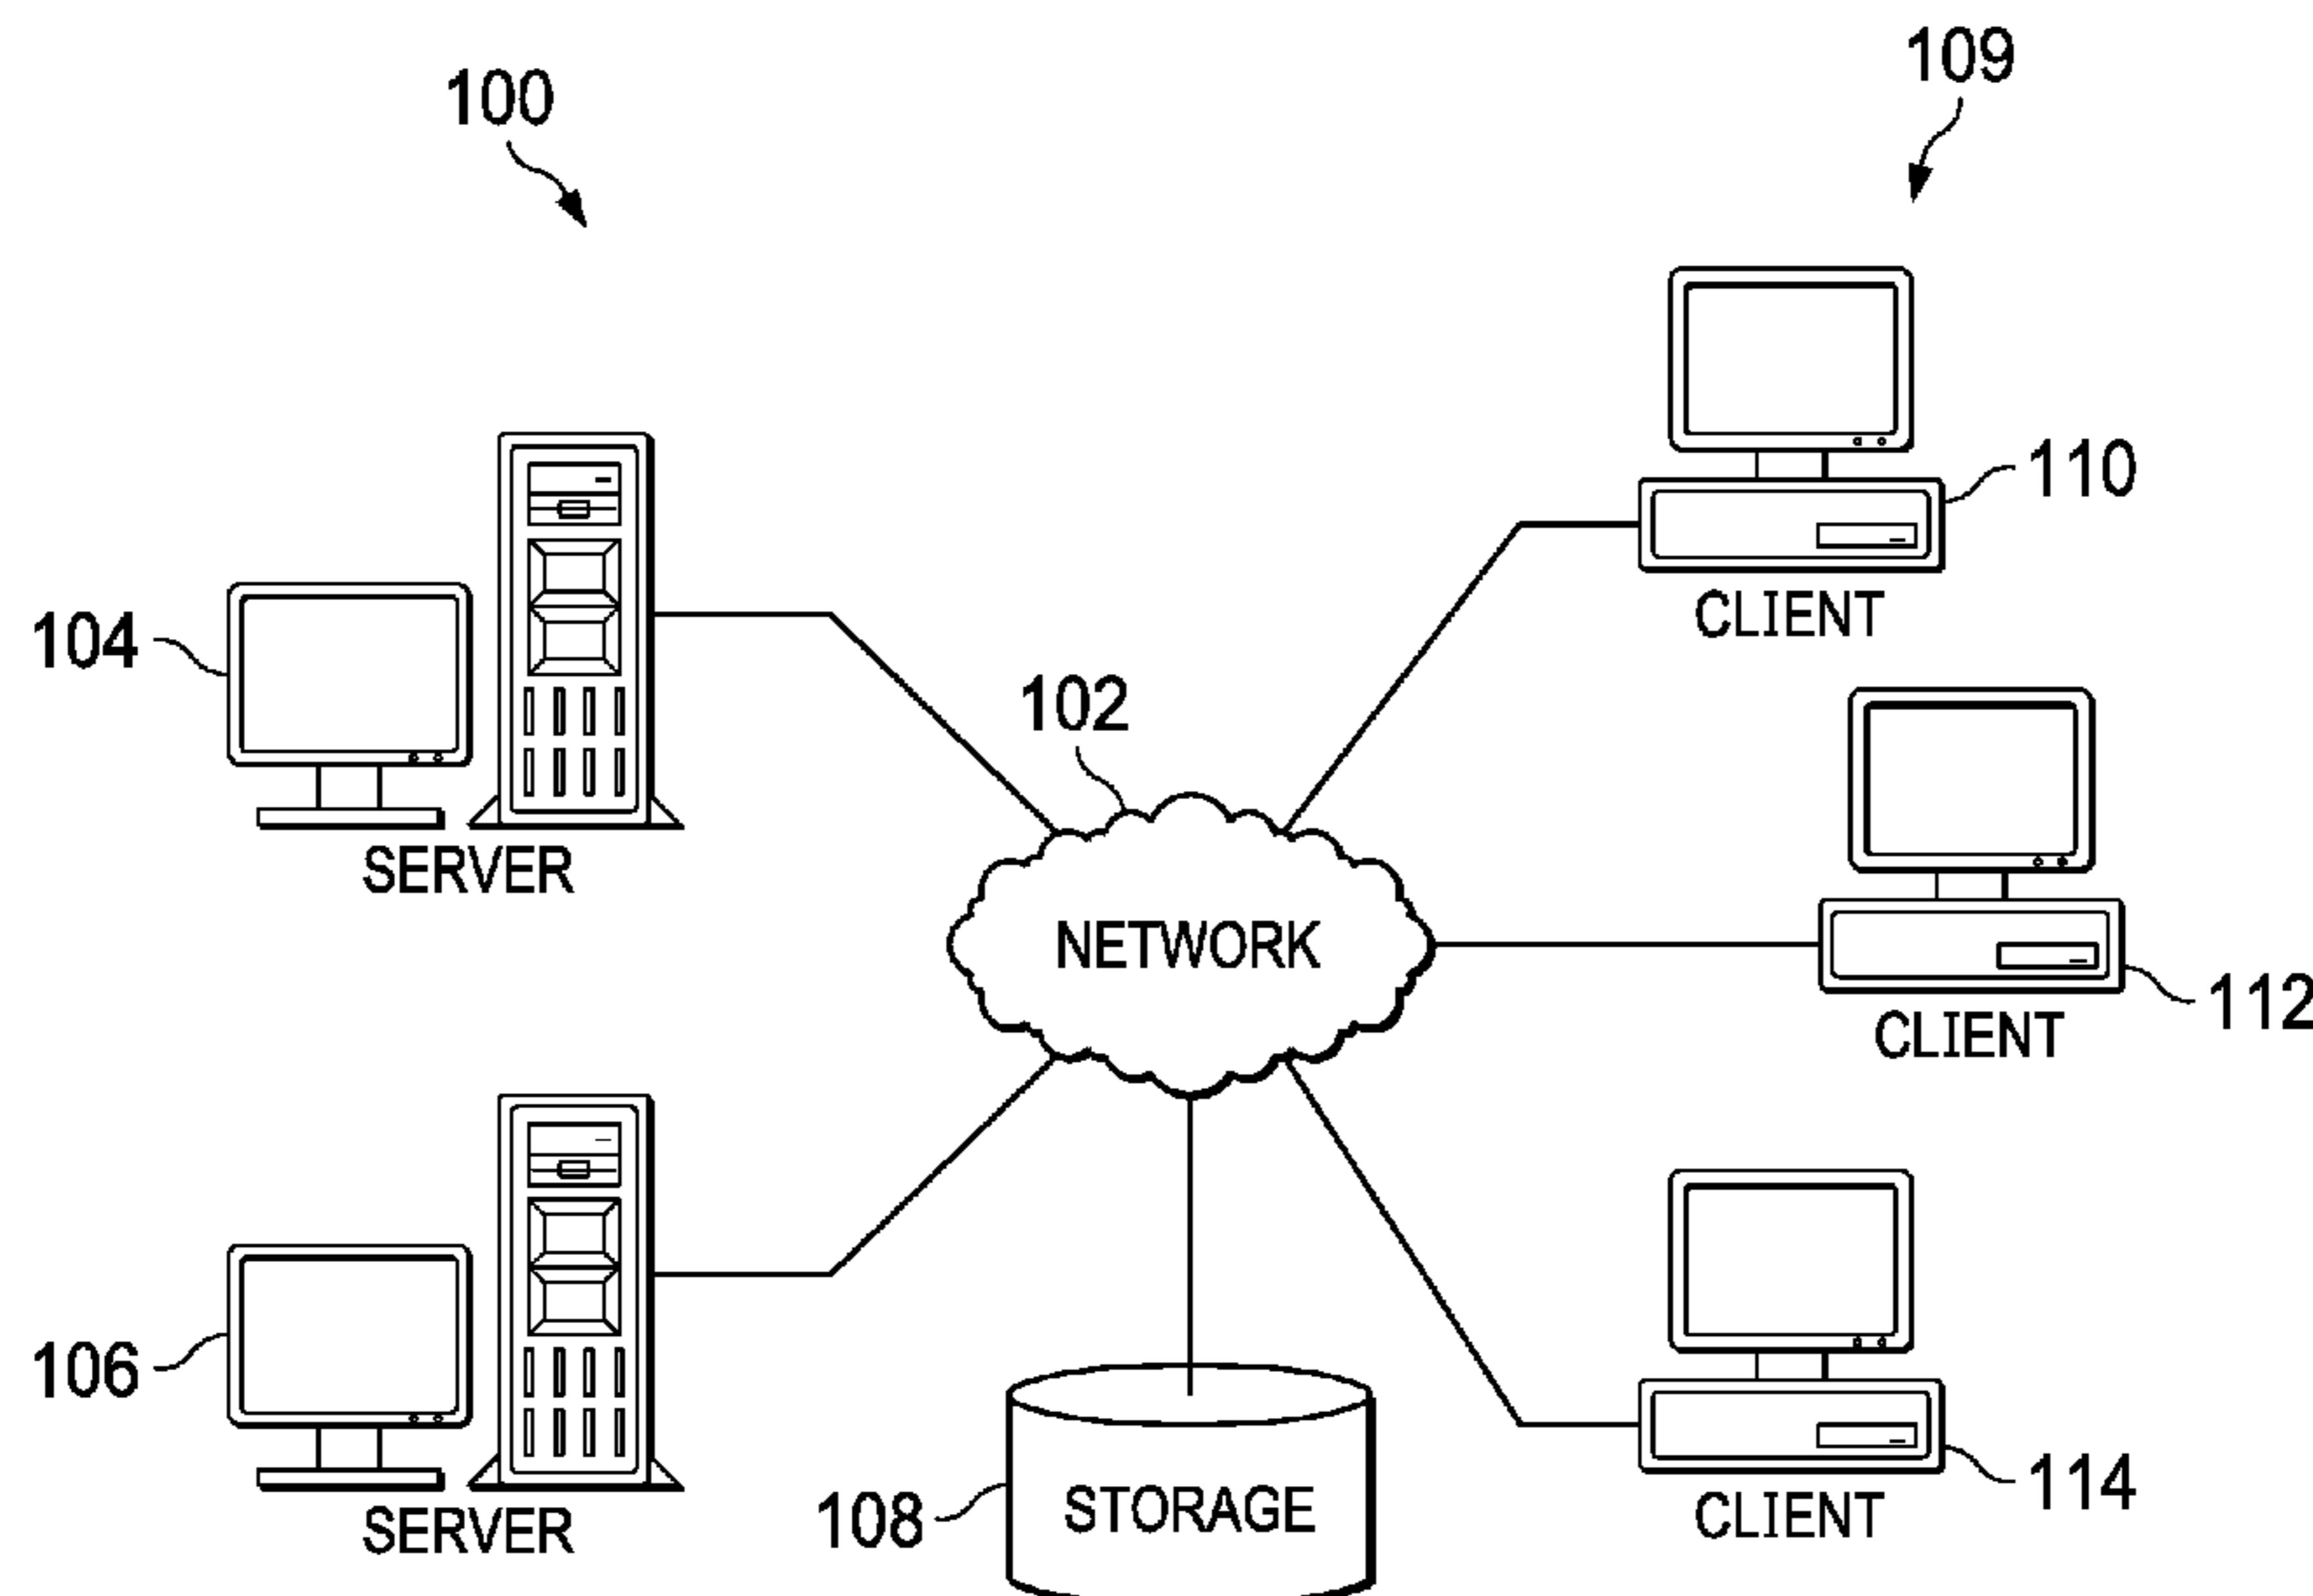 109
100
110
CLIENT
104
102
SERVER
NETWORK
112
CLIENT
106
108
STORAGE
114
CLIENT
SERVER